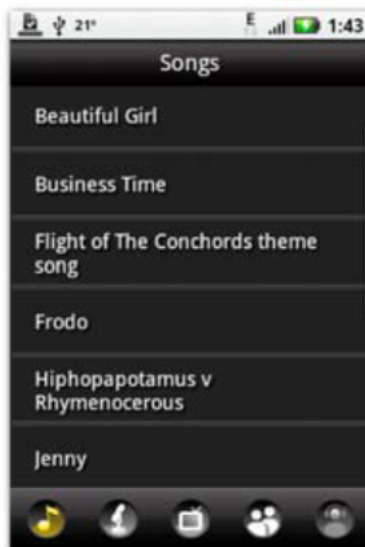 21°
E
1:43
Songs
Beautiful Girl
Business Time
Flight of The Conchords theme
song
Frodo
Hiphopapotamus v
Rhymenocerous
Jenny